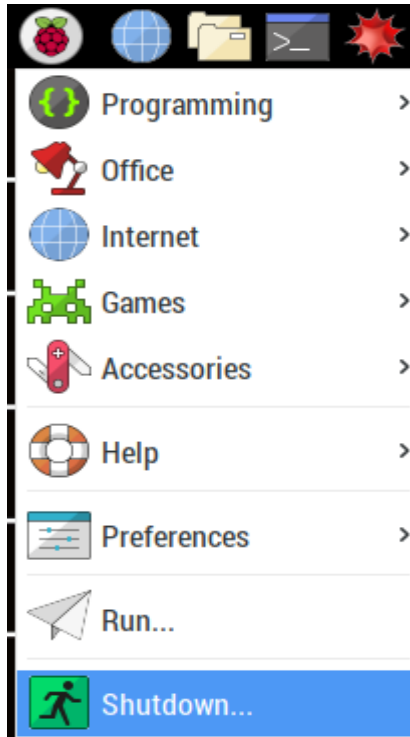 Programming
Office
Internet
Games
Accessories
Help
Preferences
Run...
Shutdown...